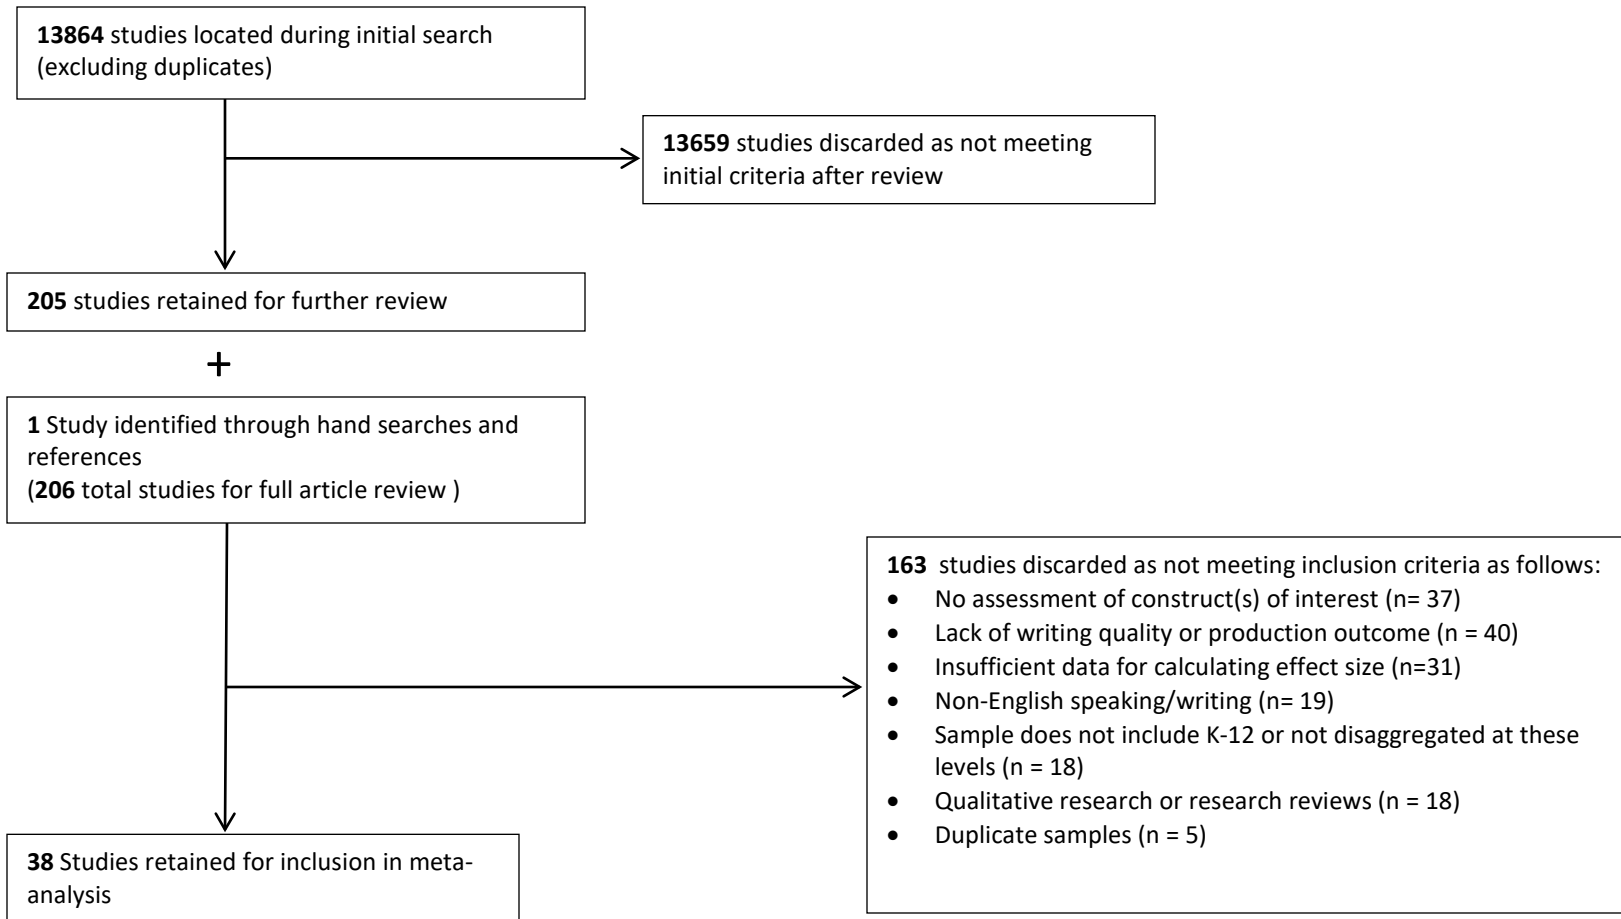 13864 studies located during initial search
(excluding duplicates)
13659 studies discarded as not meeting
initial criteria after review
205 studies retained for further review
+
1 Study identified through hand searches and
references
(206 total studies for full article review )
163  studies discarded as not meeting inclusion criteria as follows:
• No assessment of construct(s) of interest (n= 37)
• Lack of writing quality or production outcome (n = 40)
• Insufficient data for calculating effect size (n=31)
• Non-English speaking/writing (n= 19)
• Sample does not include K-12 or not disaggregated at these
levels (n = 18)
• Qualitative research or research reviews (n = 18)
• Duplicate samples (n = 5)
38 Studies retained for inclusion in meta-
analysis